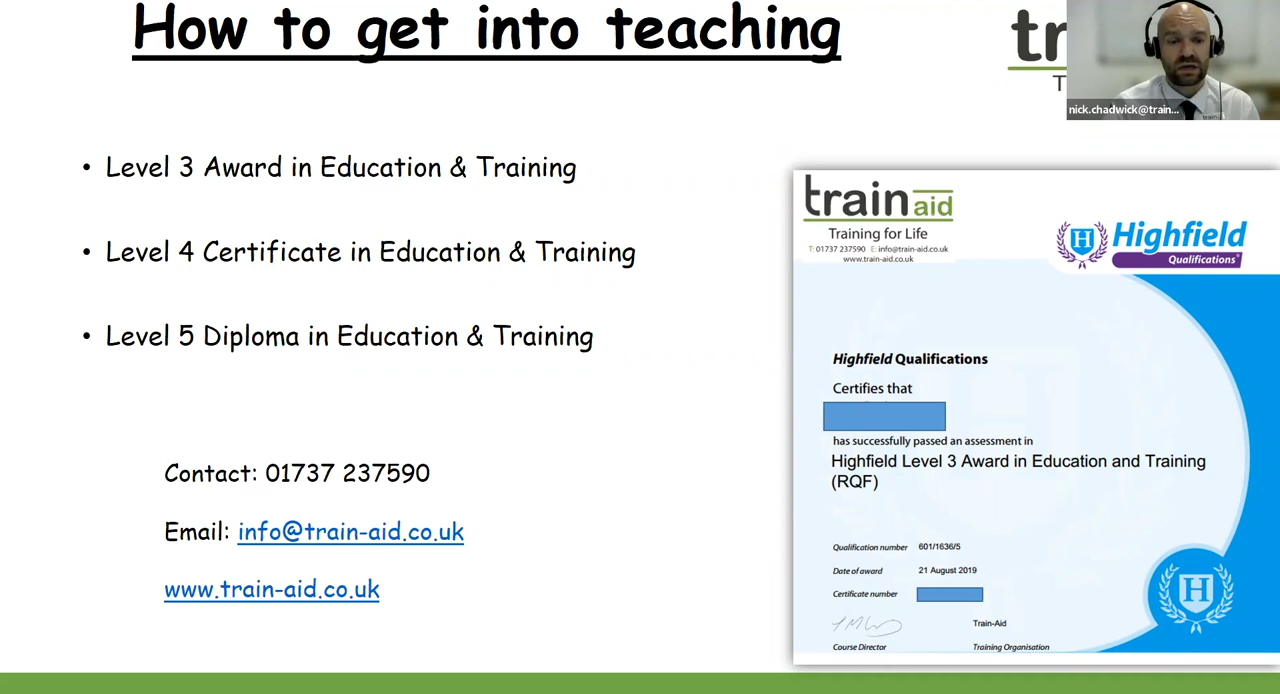 How to get into teaching
tr
T
nick.chadwick@train...
train
• Level 3 Award in Education & Training
• Level 4 Certificate in Education & Training
• Level 5 Diploma in Education & Training
Contact: 01737 237590
Email: info@train-aid.co.uk
www.train-aid.co.uk
train aid
Training for Life
T: 01737 237590 E: info@train-aid.co.uk
www.train-aid.co.uk
H
Highfield
Qualifications
Highfield Qualifications
Certifies that
has successfully passed an assessment in
Highfield Level 3 Award in Education and Training
(RQF)
Qualification number 601/1636/5
Date of award 21 August 2019
Certificate number
H
Train-Aid
Course Director Training Organisation